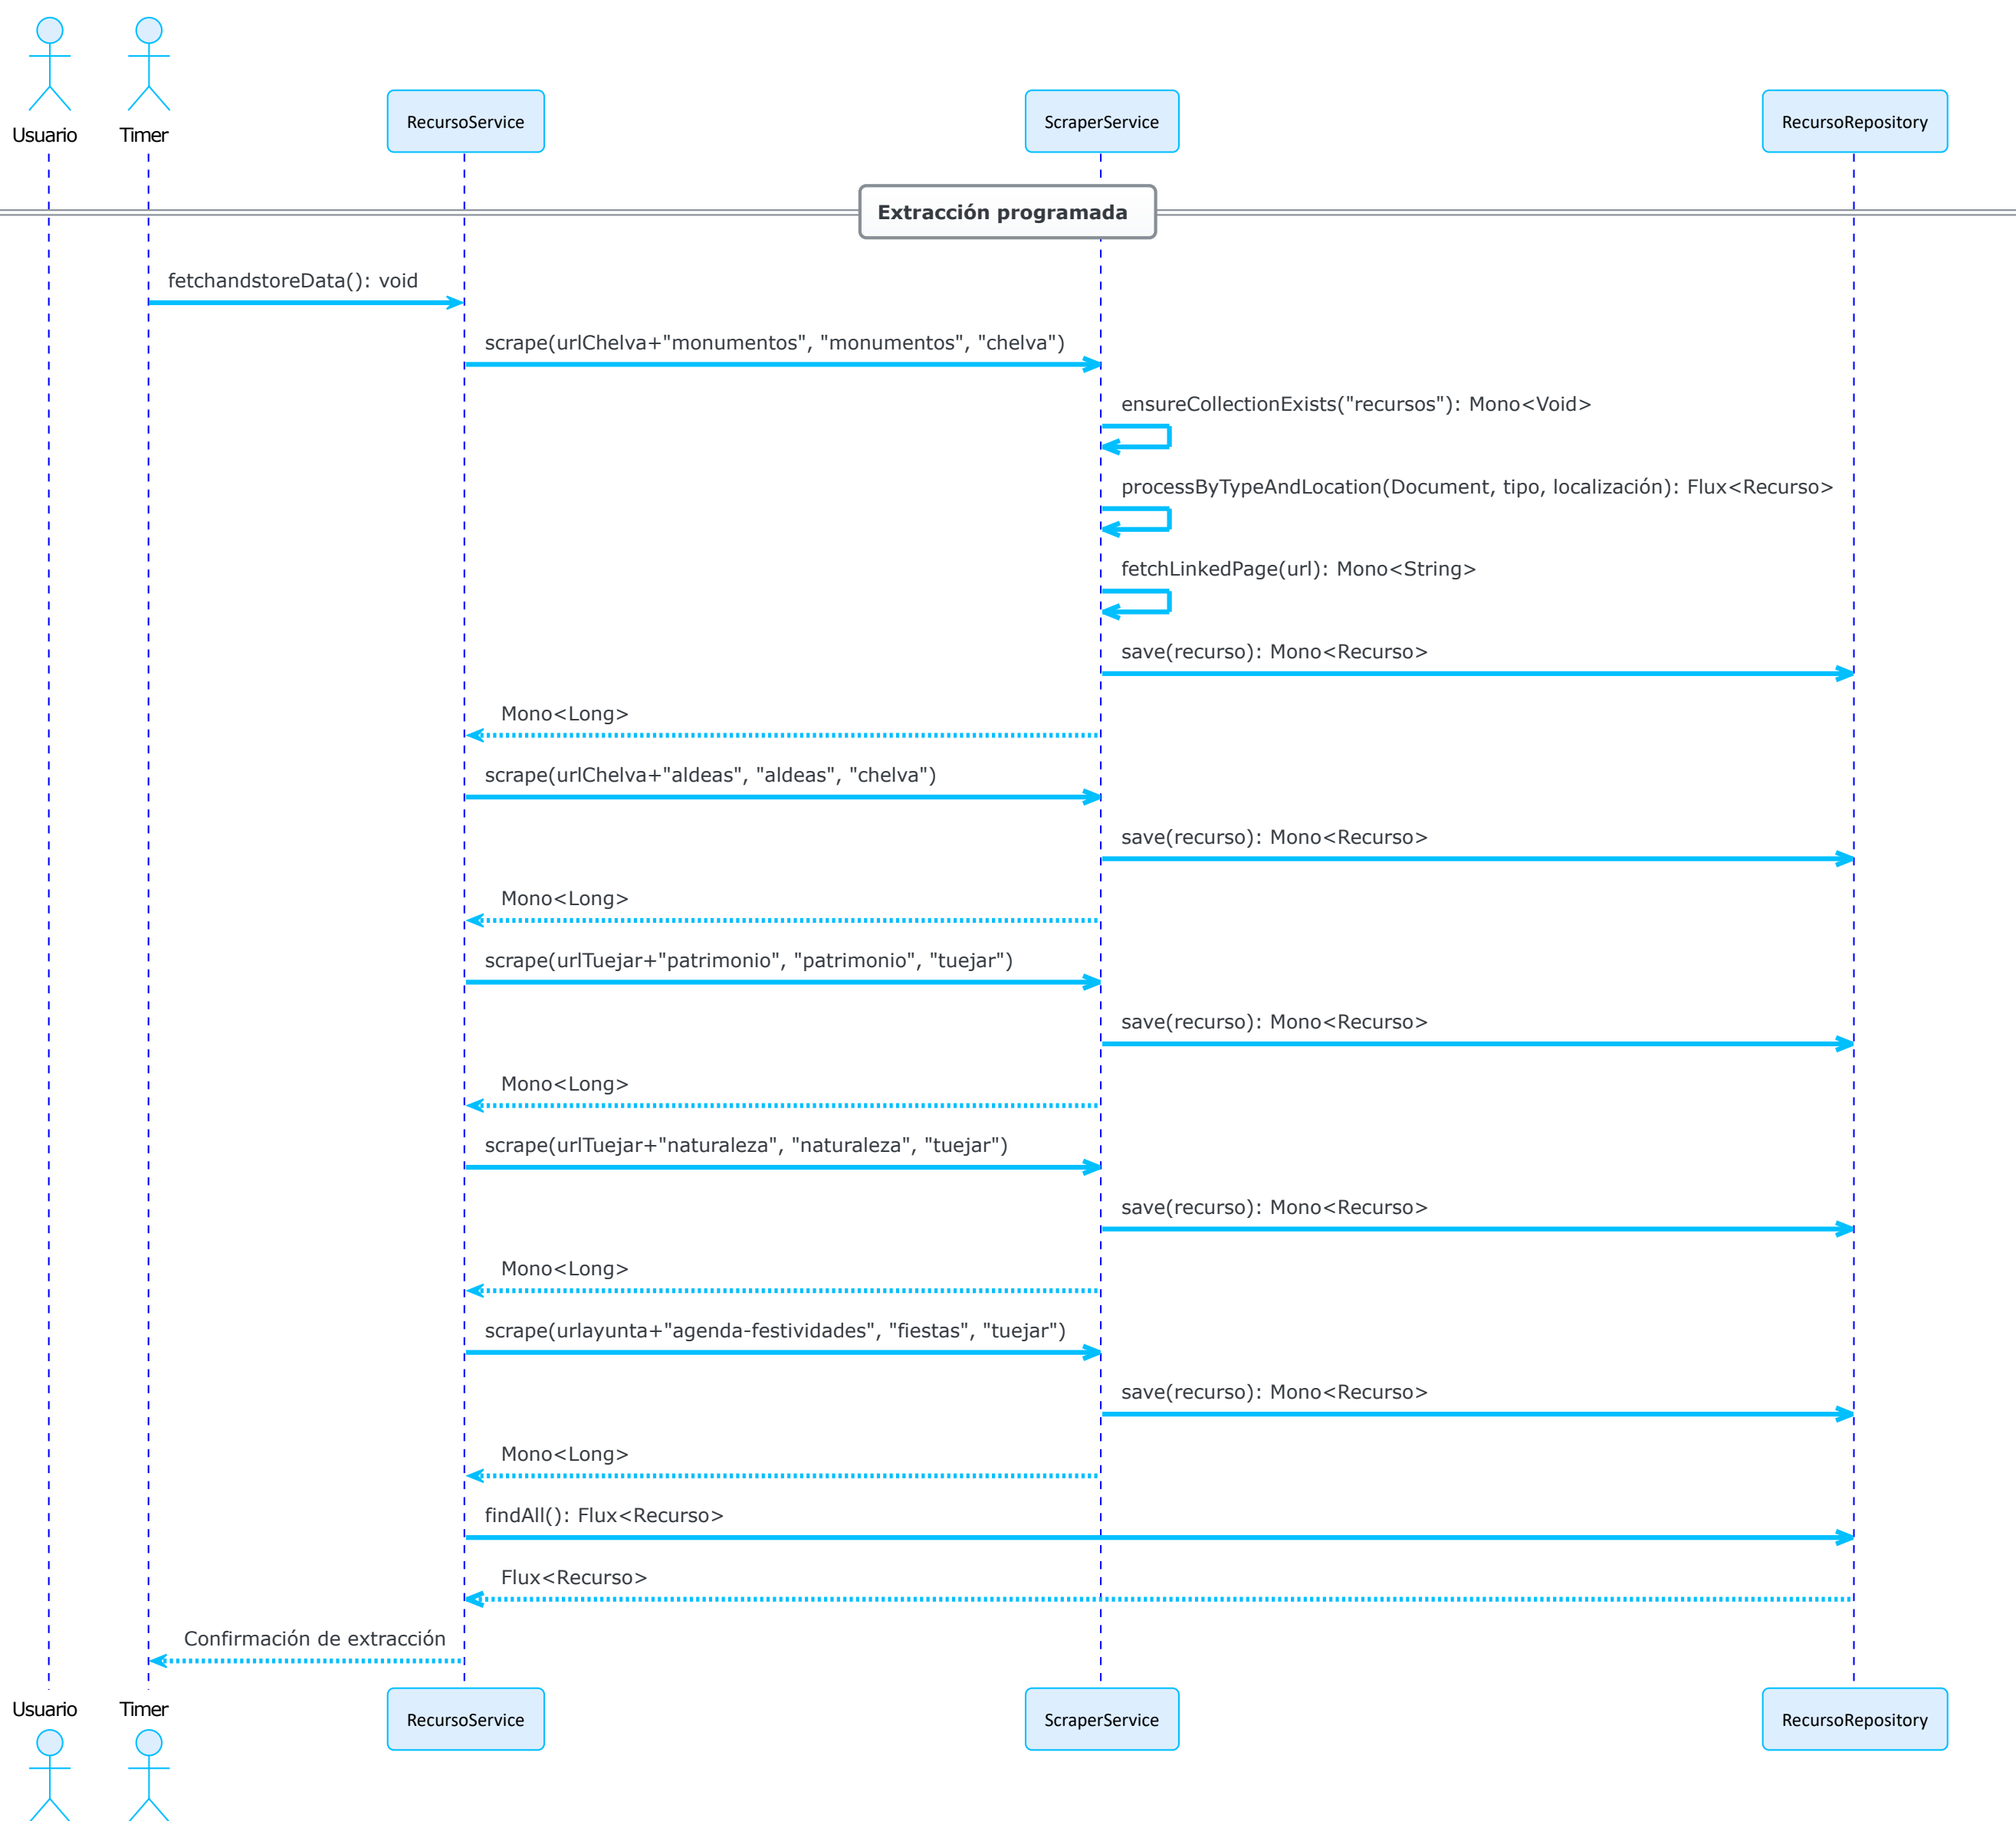 Usuario
Timer
RecursoService
ScraperService
RecursoRepository
Extracción programada
fetchandstoreData(): void
scrape(urlChelva+"monumentos", "monumentos", "chelva")
ensureCollectionExists("recursos"): Mono<Void>
processByTypeAndLocation(Document, tipo, localización): Flux<Recurso>
fetchLinkedPage(url): Mono<String>
save(recurso): Mono<Recurso>
Mono<Long>
scrape(urlChelva+"aldeas", "aldeas", "chelva")
save(recurso): Mono<Recurso>
Mono<Long>
scrape(urlTuejar+"patrimonio", "patrimonio", "tuejar")
save(recurso): Mono<Recurso>
Mono<Long>
scrape(urlTuejar+"naturaleza", "naturaleza", "tuejar")
save(recurso): Mono<Recurso>
Mono<Long>
scrape(urlayunta+"agenda-festividades", "fiestas", "tuejar")
save(recurso): Mono<Recurso>
Mono<Long>
findAll(): Flux<Recurso>
Flux<Recurso>
Confirmación de extracción
Usuario
Timer
RecursoService
ScraperService
RecursoRepository